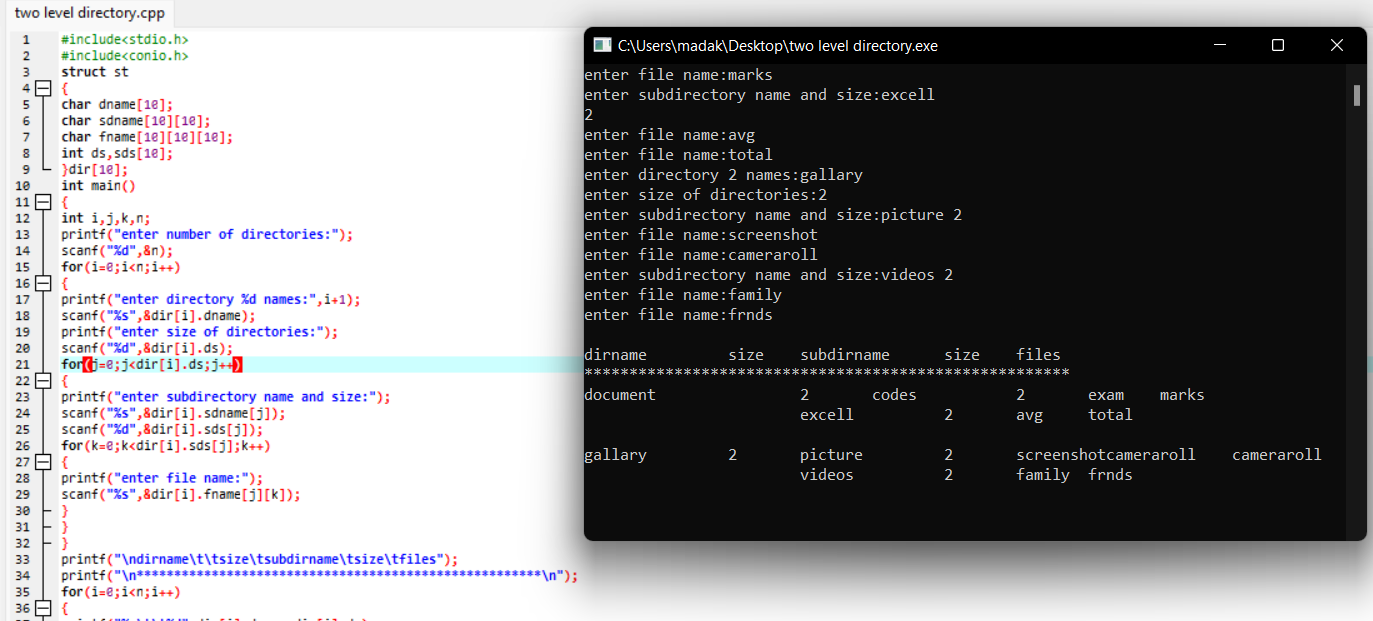 two level directory.cpp
1 #include<stdio.h>
2 #include<conio.h>
3 struct st
4 {
5 char dname[10];
6 char sdname[10][10];
7 char fname[10][10][10];
8 int ds,sds[10];
9 }dir[10];
10 int main()
11 {
12 int i,j,k,n;
13 printf("enter number of directories:");
14 scanf("%d",&n);
15 for(i=0;i<n;i++)
16 {
17 printf("enter directory %d names:",i+1);
18 scanf("%s",&dir[i].dname);
19 printf("enter size of directories:");
20 scanf("%d",&dir[i].ds);
21 for(j=0;j<dir[i].ds;j++)
22 {
23 printf("enter subdirectory name and size:");
24 scanf("%s",&dir[i].sdname[j]);
25 scanf("%d",&dir[i].sds[j]);
26 for(k=0;k<dir[i].sds[j];k++)
27 {
28 printf("enter file name:");
29 scanf("%s",&dir[i].fname[j][k]);
30 }
31 }
32 }
33 printf("\ndirname\t\tsize\tsubdirname\tsize\tfiles");
34 printf("\n******************************************************\n");
35 for(i=0;i<n;i++)
36 {
C:\Users\madak\Desktop\two level directory.exe
enter file name:marks
enter subdirectory name and size:excell
2
enter file name:avg
enter file name:total
enter directory 2 names:gallary
enter size of directories:2
enter subdirectory name and size:picture 2
enter file name:screenshot
enter file name:cameraroll
enter subdirectory name and size:videos 2
enter file name:family
enter file name:frnds
dirname size subdirname size files
******************************************************
document 2 codes 2 exam marks
excell 2 avg total
gallary 2 picture 2 screenshotcameraroll cameraroll
videos 2 family frnds